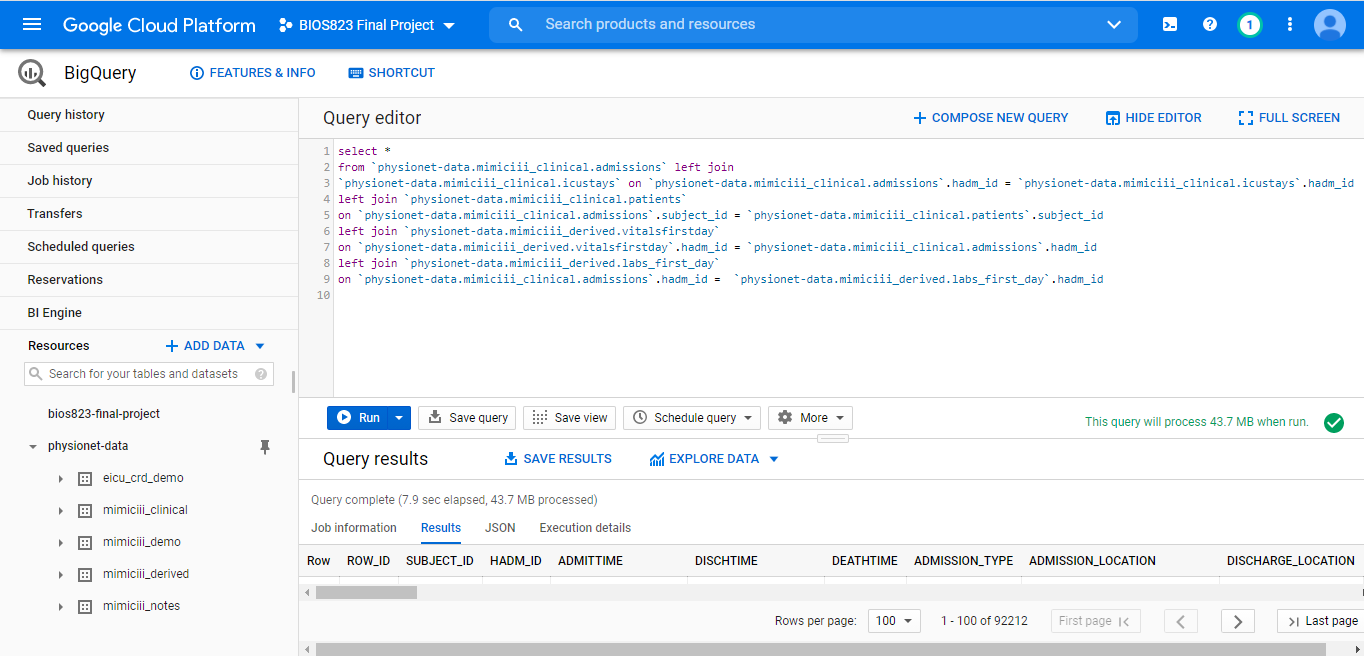 Google Cloud Platform
BIOS823 Final Project
Search products and resources
1
BigQuery
FEATURES & INFO
SHORTCUT
Query history
Saved queries
Job history
Transfers
Scheduled queries
Reservations
BI Engine
Resources
ADD DATA
Search for your tables and datasets
bios823-final-project
physionet-data
eicu_crd_demo
mimiciii_clinical
mimiciii_demo
mimiciii_derived
mimiciii_notes
Query editor
COMPOSE NEW QUERY
HIDE EDITOR
FULL SCREEN
1 select *
2 from `physionet-data.mimiciii_clinical.admissions` left join
3 `physionet-data.mimiciii_clinical.icustays` on `physionet-data.mimiciii_clinical.admissions`.hadm_id = `physionet-data.mimiciii_clinical.icustays`.hadm_id
4 left join `physionet-data.mimiciii_clinical.patients`
5 on `physionet-data.mimiciii_clinical.admissions`.subject_id = `physionet-data.mimiciii_clinical.patients`.subject_id
6 left join `physionet-data.mimiciii_derived.vitalsfirstday`
7 on `physionet-data.mimiciii_derived.vitalsfirstday`.hadm_id = `physionet-data.mimiciii_clinical.admissions`.hadm_id
8 left join `physionet-data.mimiciii_derived.labs_first_day`
9 on `physionet-data.mimiciii_clinical.admissions`.hadm_id =  `physionet-data.mimiciii_derived.labs_first_day`.hadm_id
10
Run
Save query
Save view
Schedule query
More
This query will process 43.7 MB when run.
Query results
SAVE RESULTS
EXPLORE DATA
Query complete (7.9 sec elapsed, 43.7 MB processed)
Job information Results JSON Execution details
Row ROW_ID SUBJECT_ID HADM_ID ADMITTIME DISCHTIME DEATHTIME ADMISSION_TYPE ADMISSION_LOCATION DISCHARGE_LOCATION
Rows per page: 100 1 - 100 of 92212 First page Last page